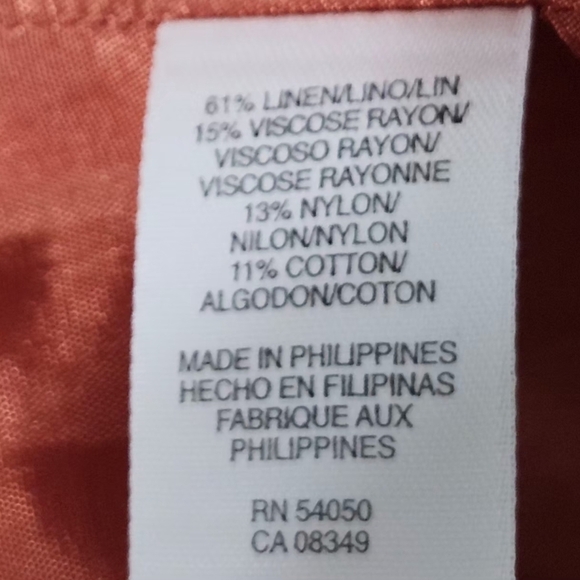 61% LINEN/LINO/LIN
15% VISCOSE RAYON/
VISCOSO RAYON/
VISCOSE RAYONNE
13% NYLON/
NILON/NYLON
11% COTTON/
ALGODON/COTON
MADE IN PHILIPPINES
HECHO EN FILIPINAS
FABRIQUE AUX
PHILIPPINES
RN 54050
CA 08349